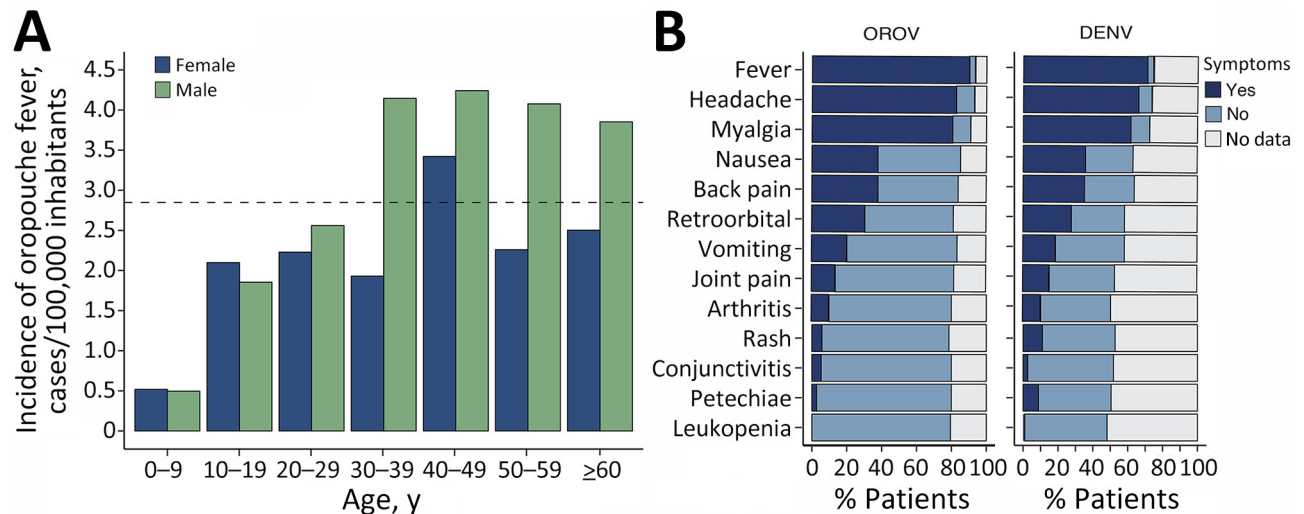 A
Incidence of oropouche fever,
cases/100,000 inhabitants
4.5
4.0
3.5
3.0
2.5
2.0
1.5
1.0
0.5
0
Female
Male
0–9 10–19 20–29 30–39 40–49 50–59 ≥60
Age, y
B
OROV DENV
Fever
Headache
Myalgia
Nausea
Back pain
Retroorbital
Vomiting
Joint pain
Arthritis
Rash
Conjunctivitis
Petechiae
Leukopenia
0 20 40 60 80 100 0 20 40 60 80 100
% Patients % Patients
Symptoms
Yes
No
No data